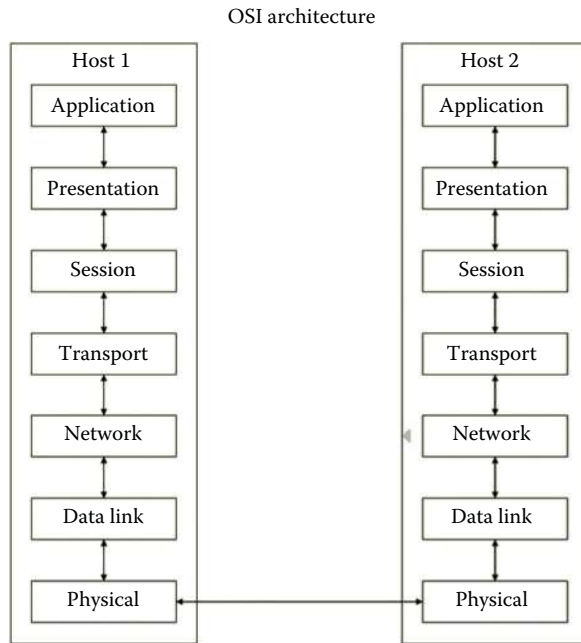 OSI architecture
Host 1
Application
Presentation
Session
Transport
Network
Data link
Physical
Host 2
Application
Presentation
Session
Transport
Network
Data link
Physical